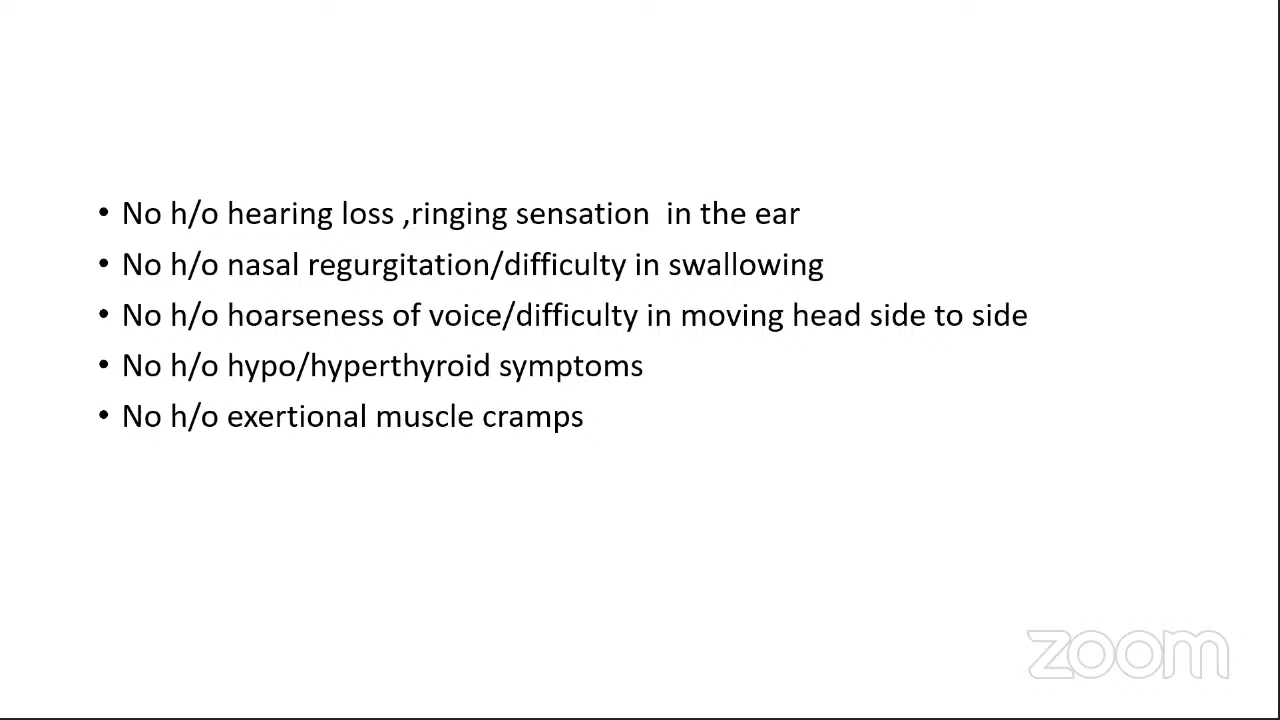 • No h/o hearing loss ,ringing sensation  in the ear
• No h/o nasal regurgitation/difficulty in swallowing
• No h/o hoarseness of voice/difficulty in moving head side to side
• No h/o hypo/hyperthyroid symptoms
• No h/o exertional muscle cramps
zoom